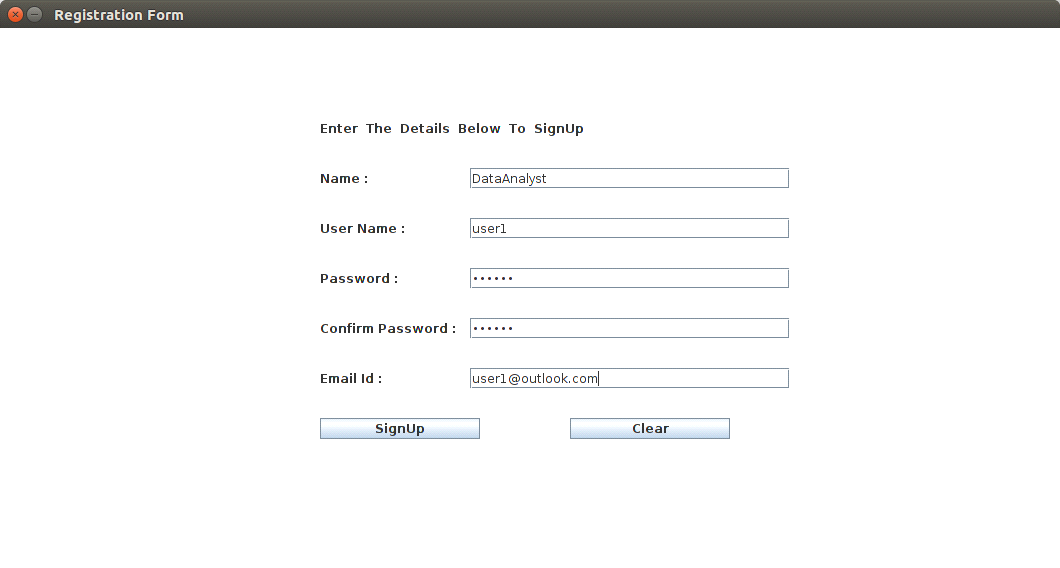 Registration Form
Enter The Details Below To SignUp
Name : DataAnalyst
User Name : user1
Password : ••••••
Confirm Password : ••••••
Email Id : user1@outlook.com
SignUp Clear